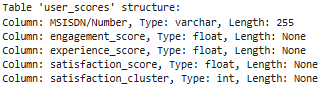 Table 'user_scores' structure:
Column: MSISDN/Number, Type: varchar, Length: 255
Column: engagement_score, Type: float, Length: None
Column: experience_score, Type: float, Length: None
Column: satisfaction_score, Type: float, Length: None
Column: satisfaction_cluster, Type: int, Length: None